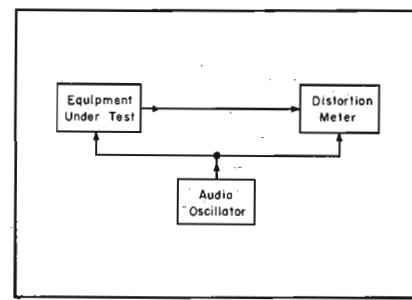 Equipment
Under Test
Distortion
Meter
Audio
Oscillator